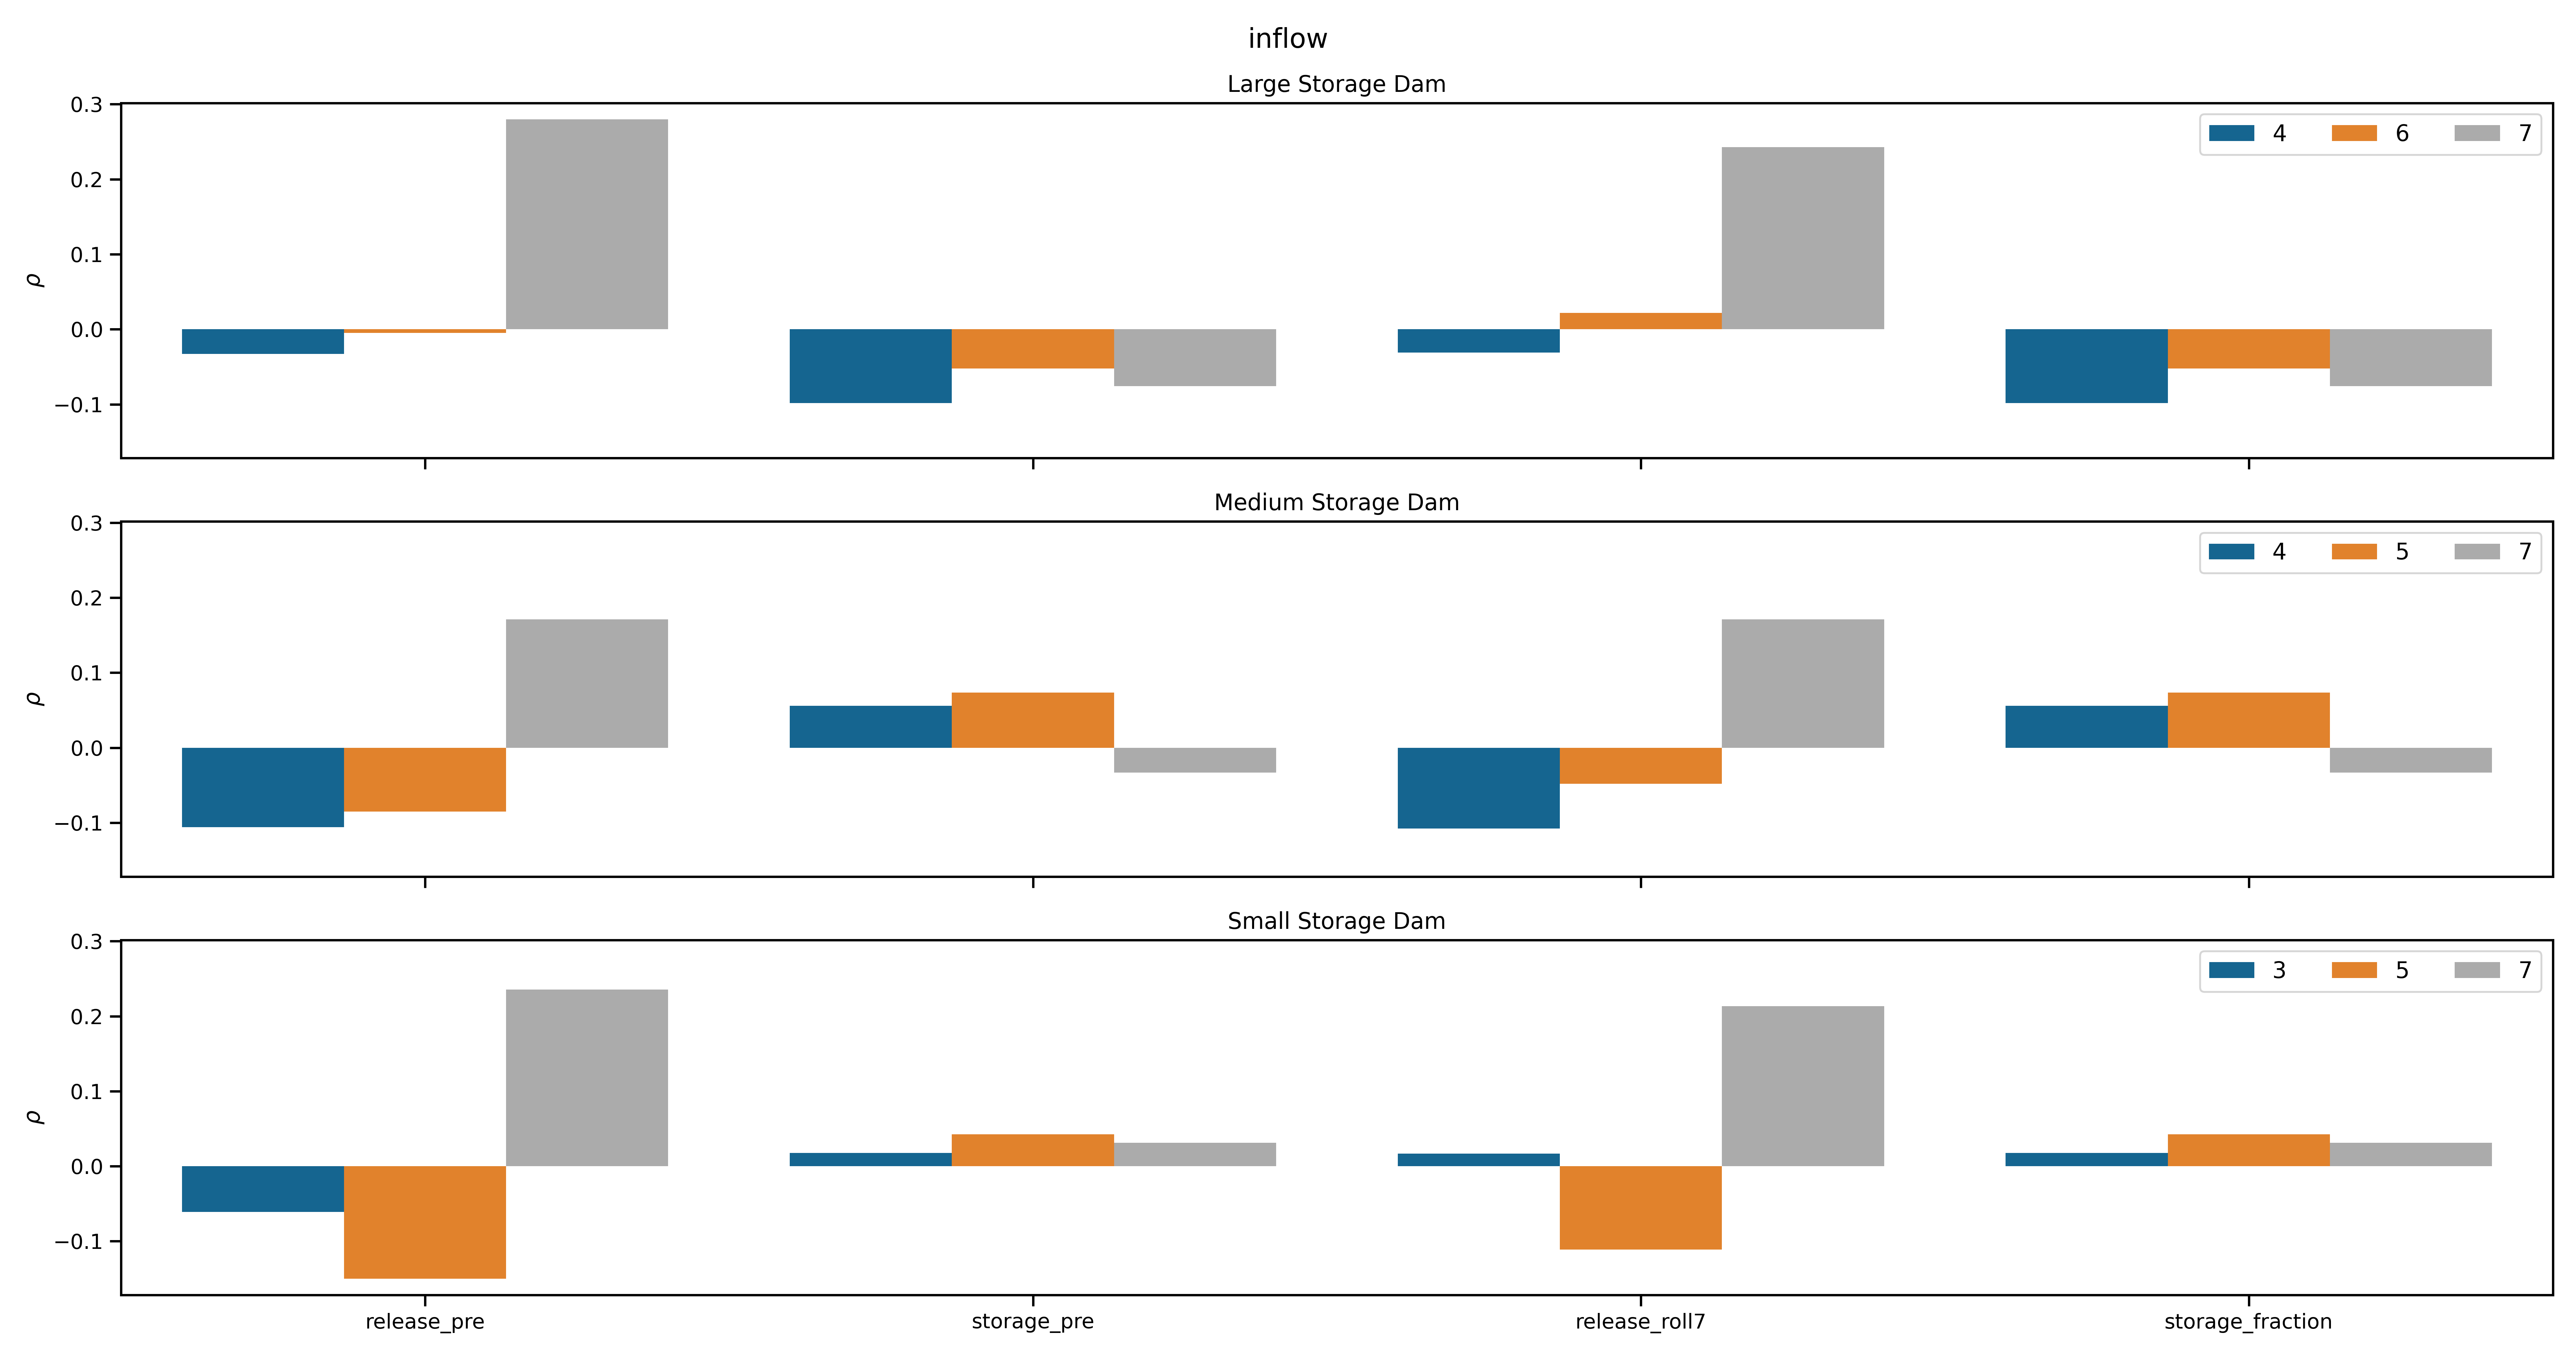 inflow
Large Storage Dam
0.3
0.2
0.1
0.0
−0.1
ρ
4 6 7
Medium Storage Dam
0.3
0.2
0.1
0.0
−0.1
ρ
4 5 7
Small Storage Dam
0.3
0.2
0.1
0.0
−0.1
ρ
3 5 7
release_pre storage_pre release_roll7 storage_fraction